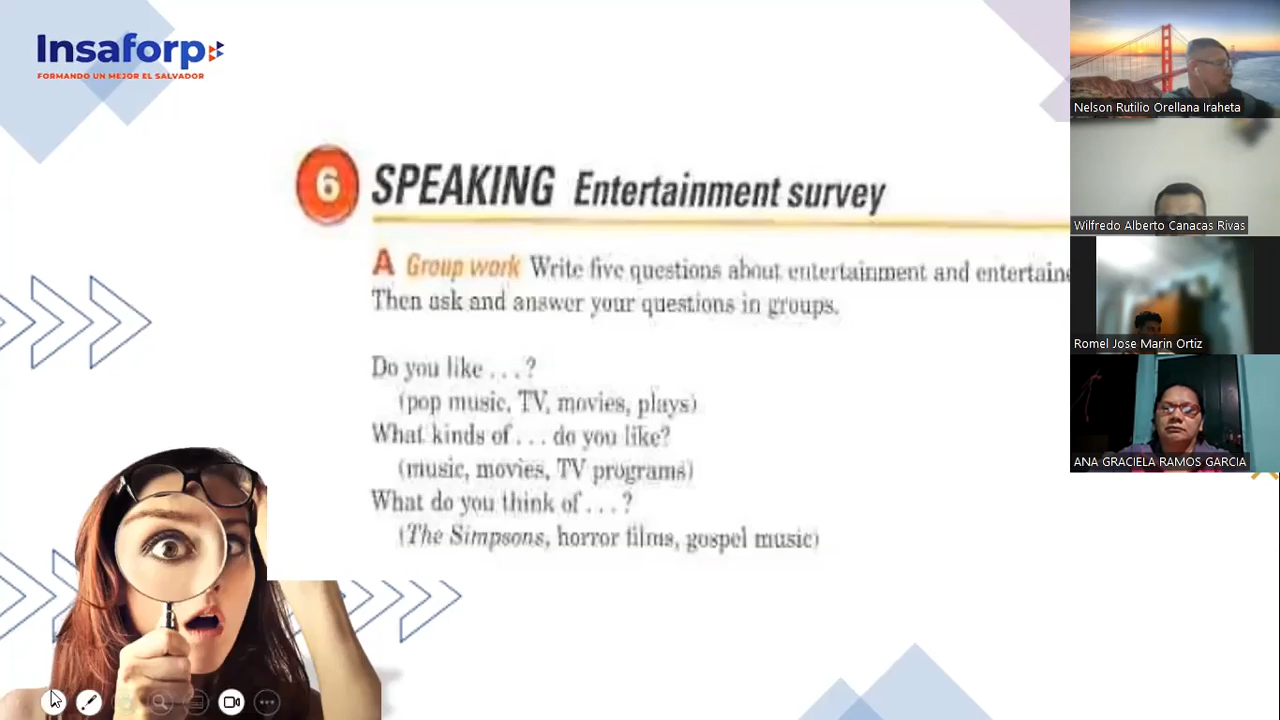 Insaforp
FORMANDO UN MEJOR EL SALVADOR
6
SPEAKING Entertainment survey
A Group work Write five questions about entertainment and entertaine
Then ask and answer your questions in groups.
Do you like . . . ?
(pop music, TV, movies, plays)
What kinds of . . . do you like?
(music, movies, TV programs)
What do you think of . . . ?
(The Simpsons, horror films, gospel music)
Nelson Rutilio Orellana Iraheta
Wilfredo Alberto Canacas Rivas
Romel Jose Marin Ortiz
ANA GRACIELA RAMOS GARCIA